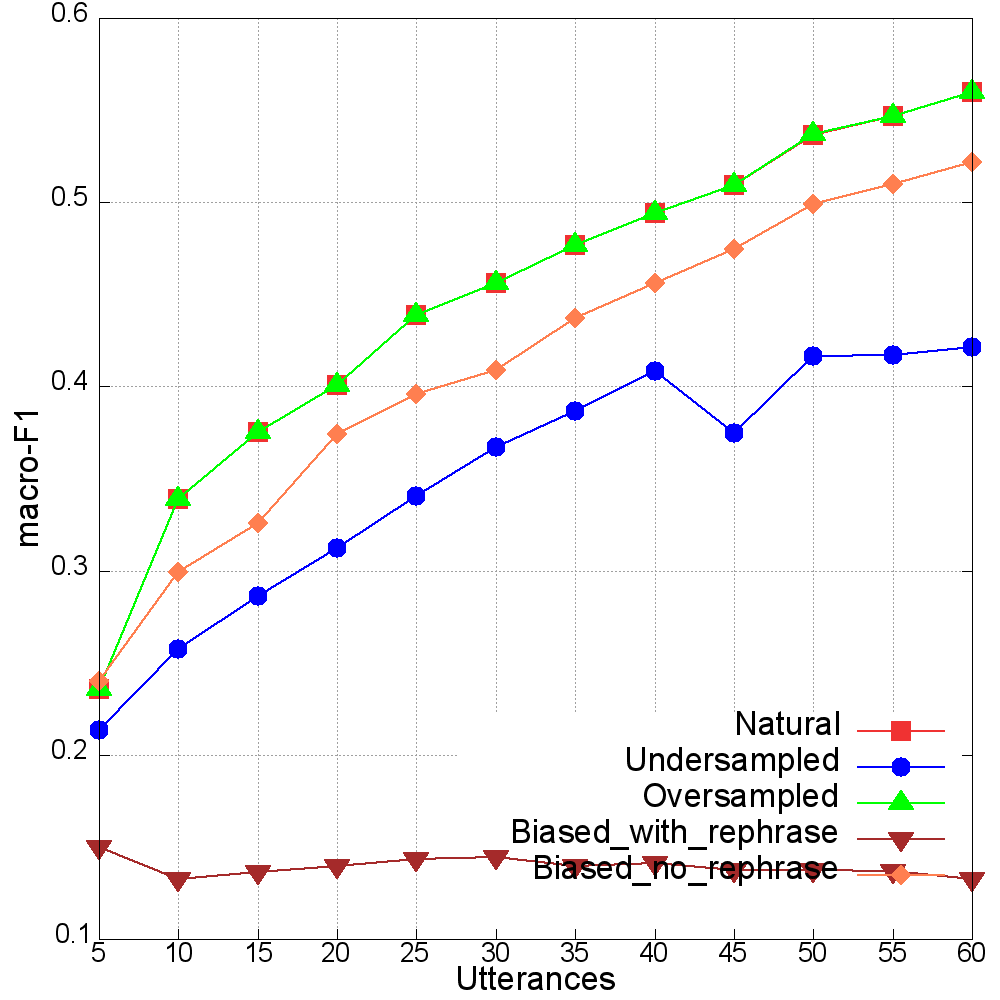 0.6
0.5
0.4
0.3
0.2
0.1
macro-F1
Natural
Undersampled
Oversampled
Biased_with_rephrase
Biased_no_rephrase
5 10 15 20 25 30 35 40 45 50 55 60
Utterances